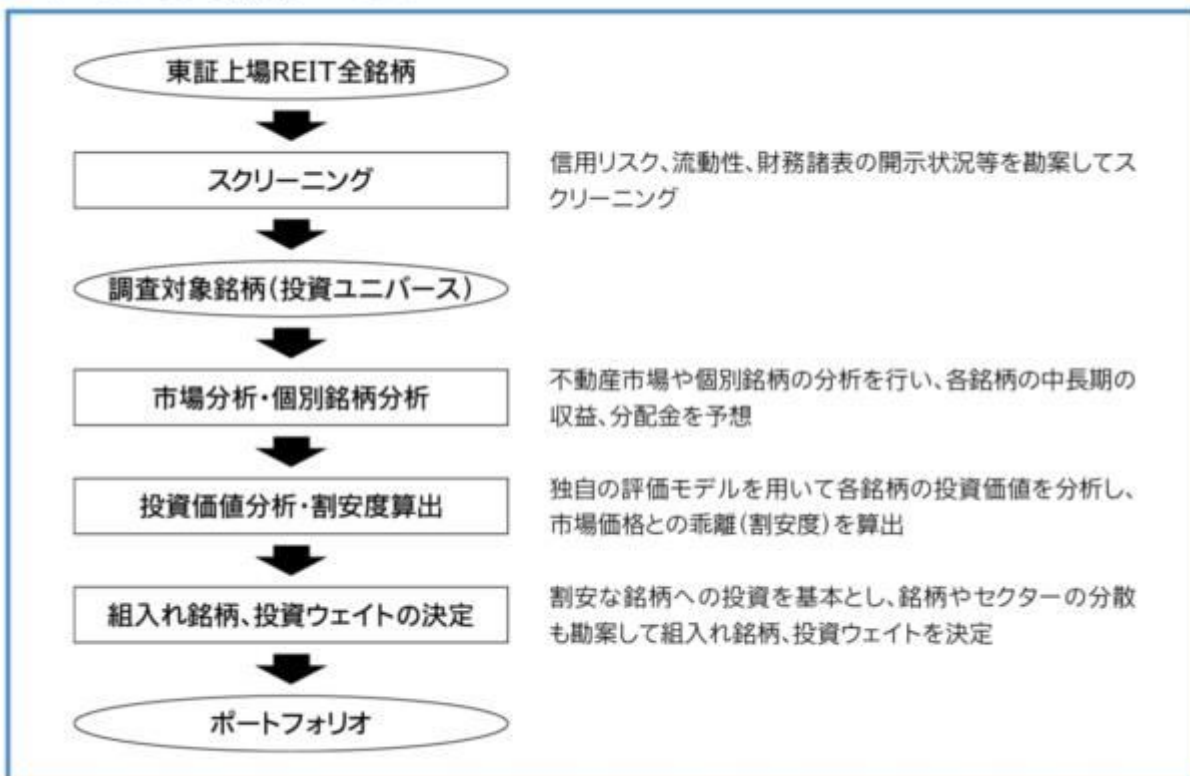 東証上場REIT全銘柄
スクリーニング
信用リスク、流動性、財務諸表の開示状況等を勘案してス
クリーニング
調査対象銘柄(投資ユニバース)
市場分析・個別銘柄分析
不動産市場や個別銘柄の分析を行い、各銘柄の中長期の
収益、分配金を予想
投資価値分析・割安度算出
独自の評価モデルを用いて各銘柄の投資価値を分析し、
市場価格との乖離(割安度)を算出
組入れ銘柄、投資ウェイトの決定
割安な銘柄への投資を基本とし、銘柄やセクターの分散
も勘案して組入れ銘柄、投資ウェイトを決定
ポートフォリオ